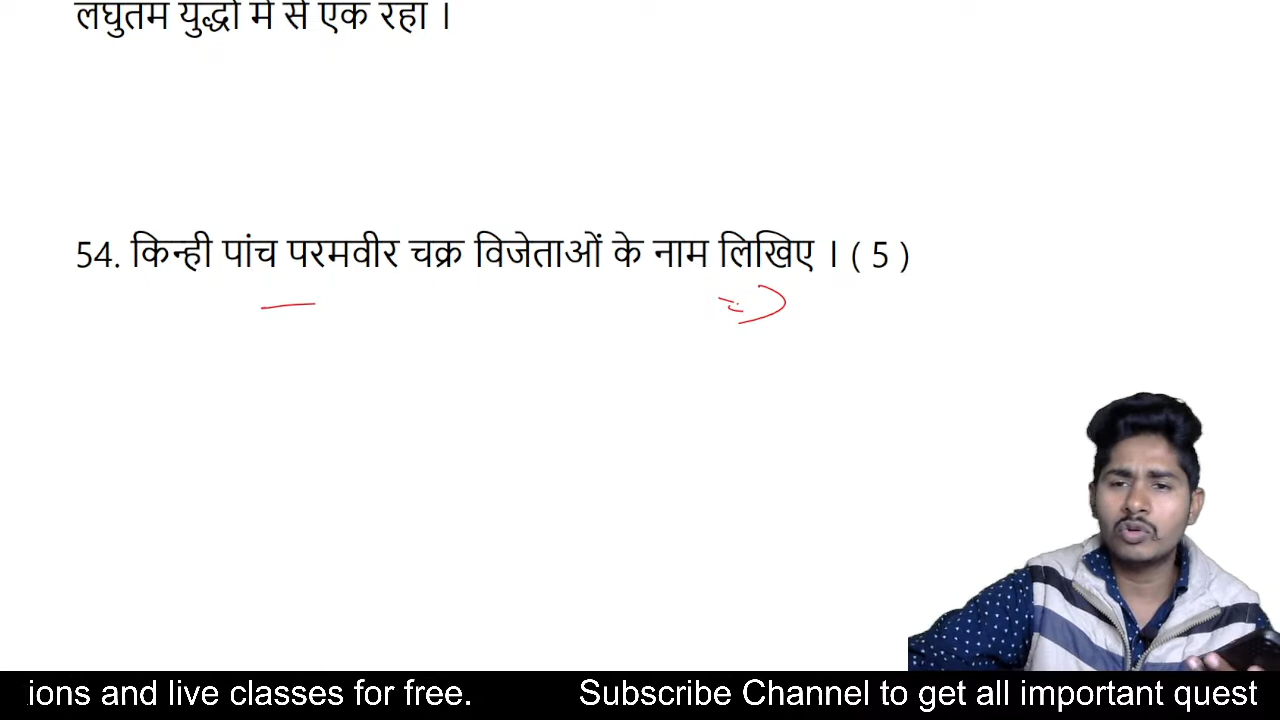 लघुतम युद्धों में से एक रहा ।
54. किन्ही पांच परमवीर चक्र विजेताओं के नाम लिखिए । ( 5 )
ions and live classes for free. Subscribe Channel to get all important quest